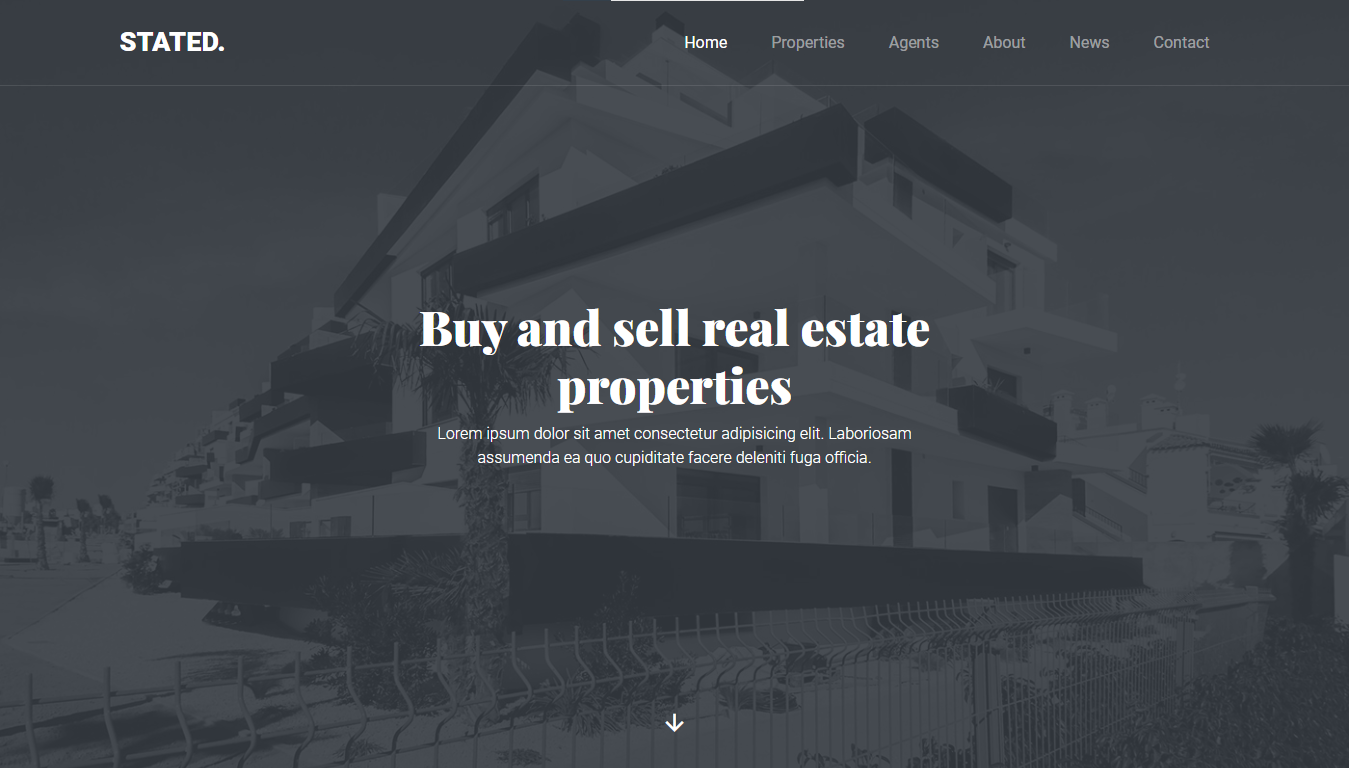 STATED.
Home Properties Agents About News Contact
Buy and sell real estate
properties
Lorem ipsum dolor sit amet consectetur adipisicing elit. Laboriosam
assumenda ea quo cupiditate facere deleniti fuga officia.